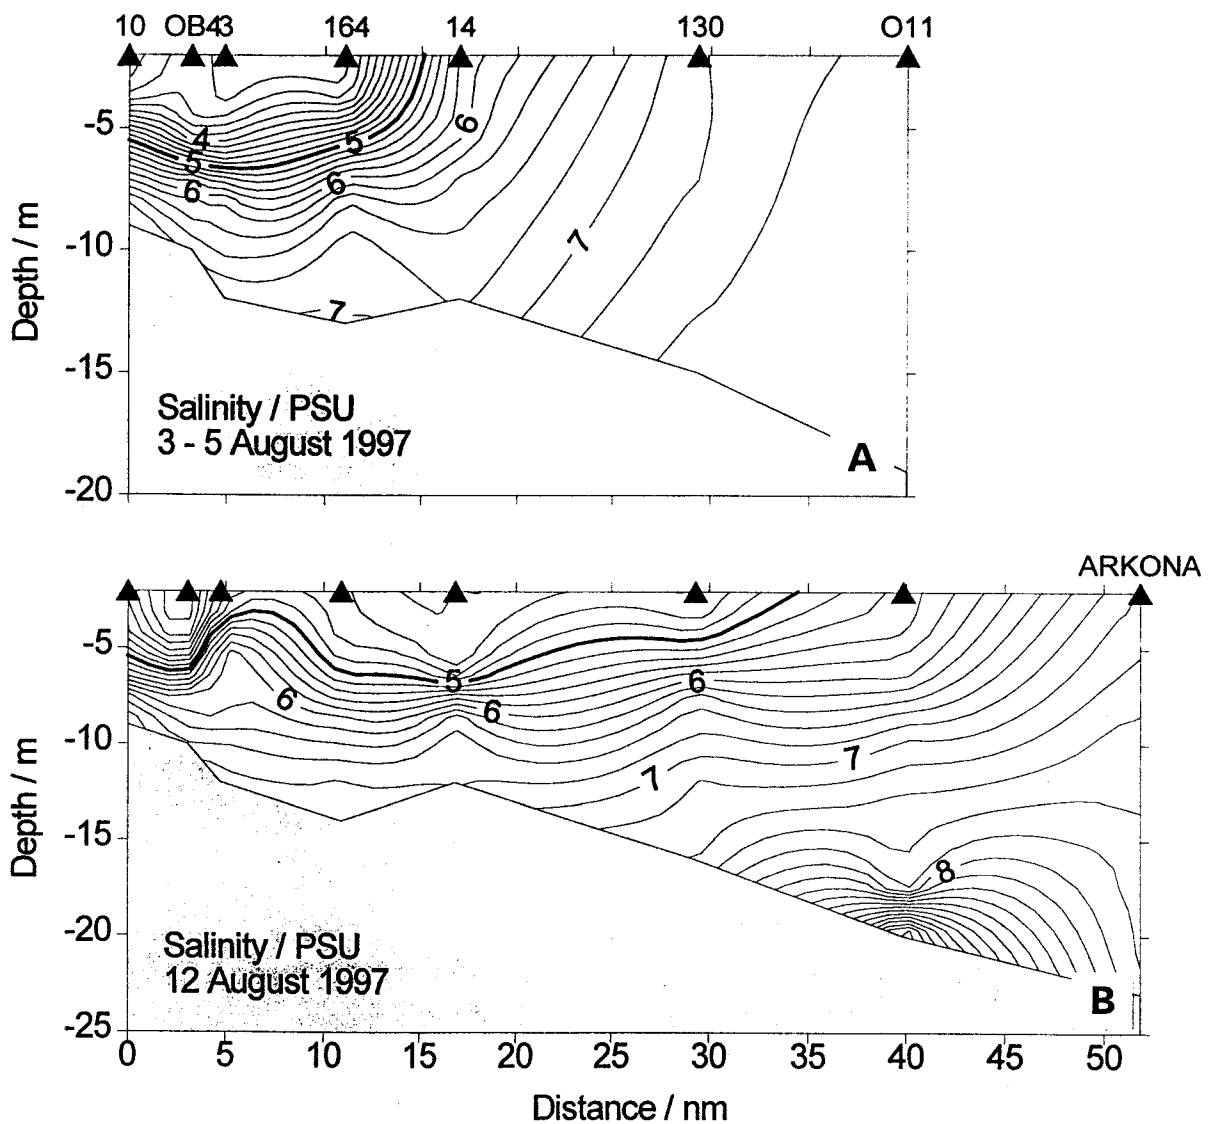 10 OB4 3 164 14 130 O11
-5
-10
-15
-20
Depth / m
4
5
6
5
6
6
7
7
Salinity / PSU
3 - 5 August 1997
A
ARKONA
-5
-10
-15
-20
-25
Depth / m
6
5
6
6
7
7
8
Salinity / PSU
12 August 1997
B
0 5 10 15 20 25 30 35 40 45 50
Distance / nm